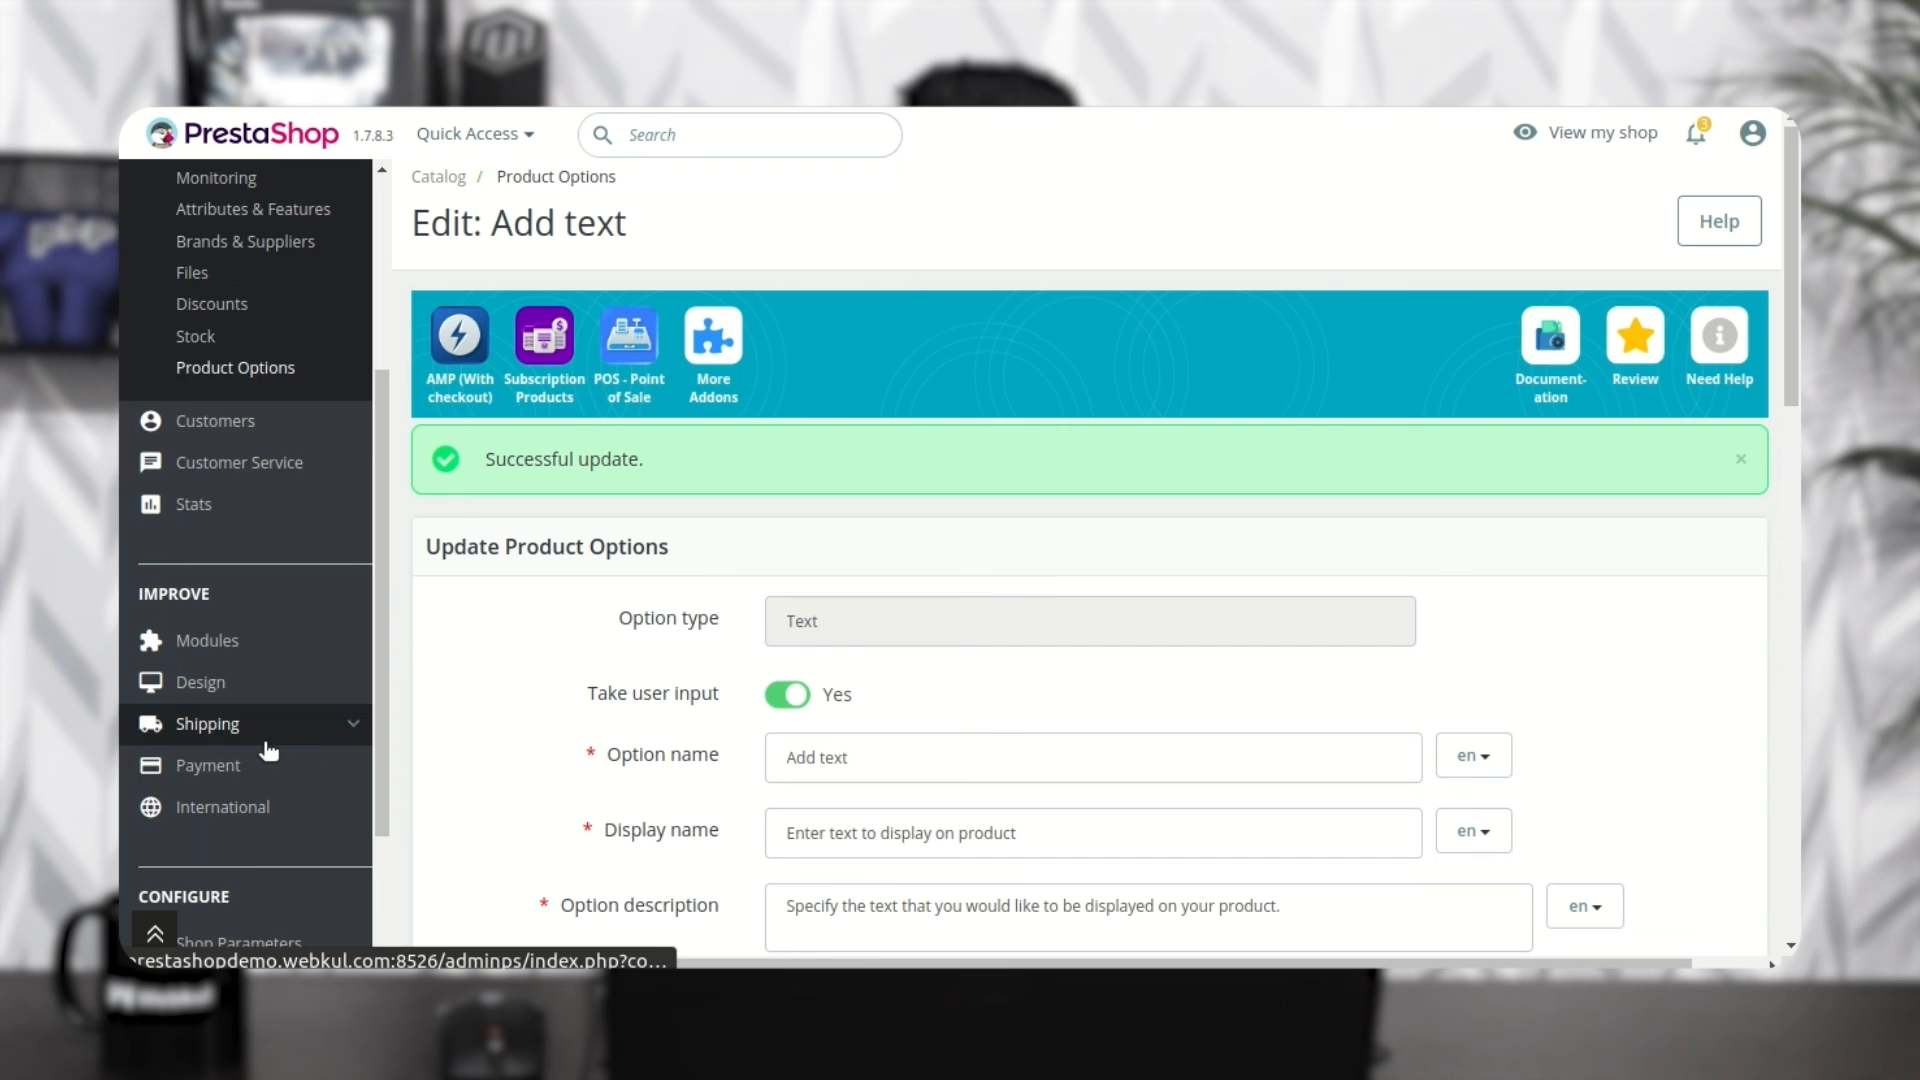 PrestaShop 1.7.8.3 Quick Access Search View my shop 3
Monitoring
Attributes & Features
Brands & Suppliers
Files
Discounts
Stock
Product Options
Customers
Customer Service
Stats
IMPROVE
Modules
Design
Shipping
Payment
International
CONFIGURE
Shop Parameters
prestashopdemo.webkul.com:8526/adminps/index.php?co...
Catalog / Product Options
Edit: Add text
Help
AMP (With
checkout)
Subscription
Products
POS - Point
of Sale
More
Addons
Document-
ation
Review
Need Help
Successful update.
×
Update Product Options
Option type Text
Take user input Yes
* Option name Add text en
* Display name Enter text to display on product en
* Option description Specify the text that you would like to be displayed on your product. en